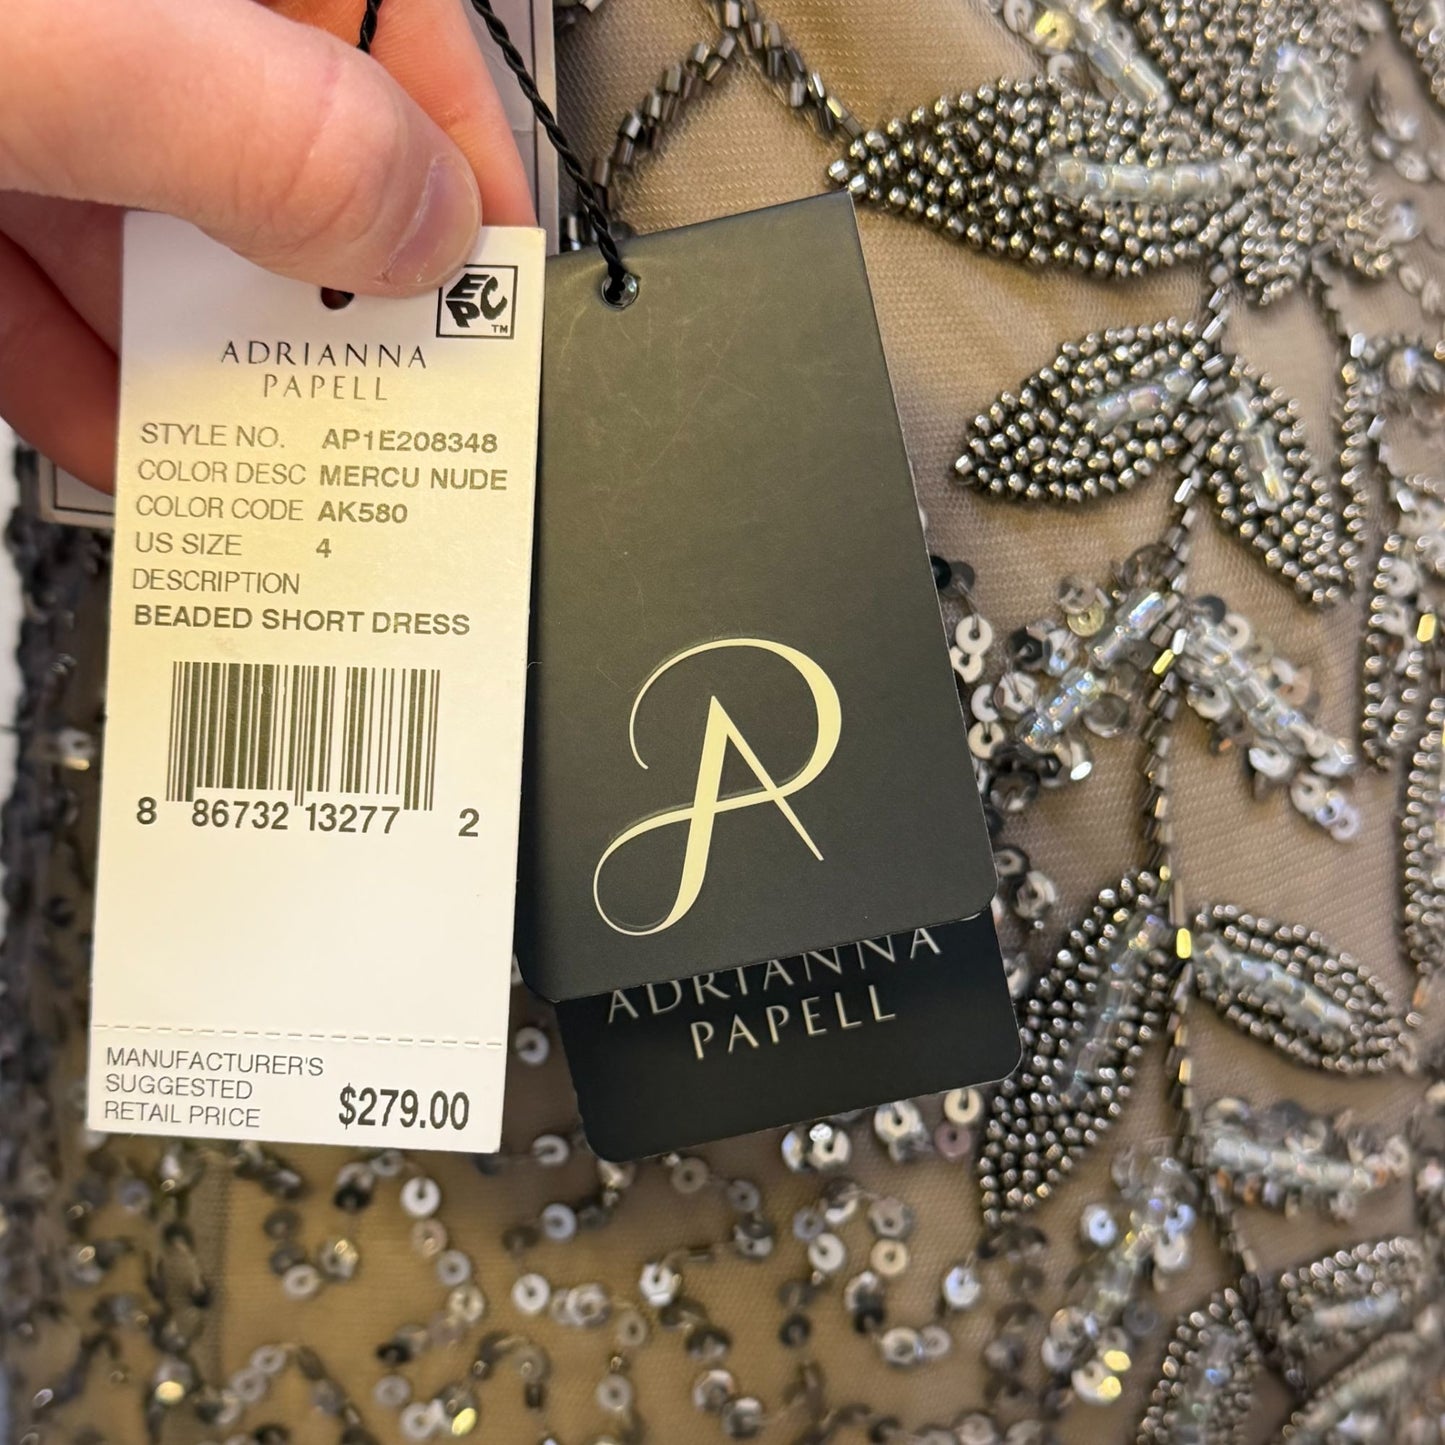 EPC
TM
ADRIANNA
PAPELL
STYLE NO. AP1E208348
COLOR DESC MERCU NUDE
COLOR CODE AK580
US SIZE 4
DESCRIPTION
BEADED SHORT DRESS
8 86732 13277 2
MANUFACTURER'S
SUGGESTED
RETAIL PRICE $279.00
AP
ADRIANNA
PAPELL